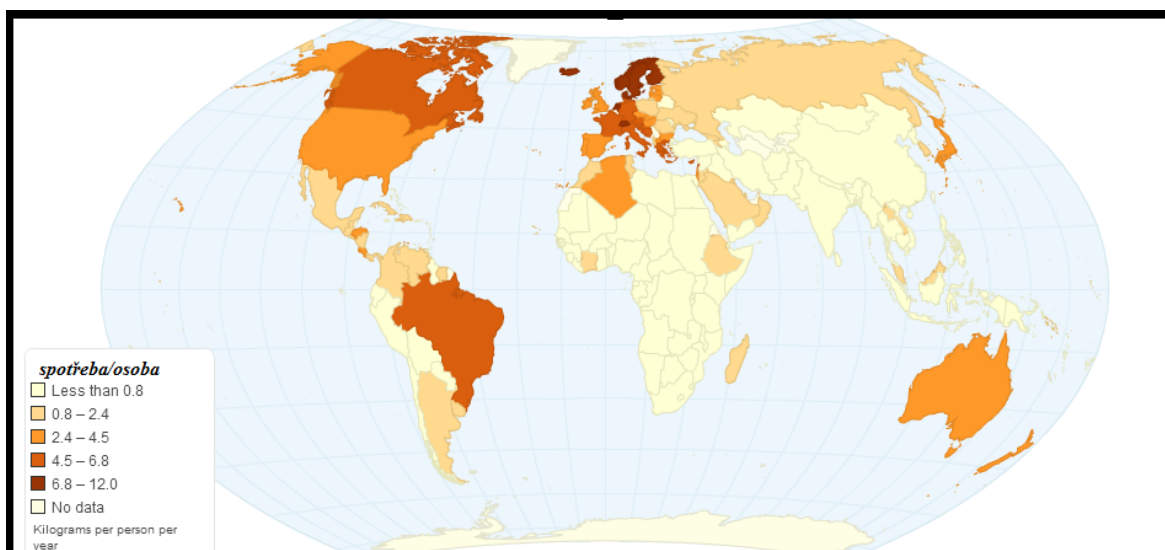 spotřeba/osoba
Less than 0.8
0.8 – 2.4
2.4 – 4.5
4.5 – 6.8
6.8 – 12.0
No data
Kilograms per person per
year